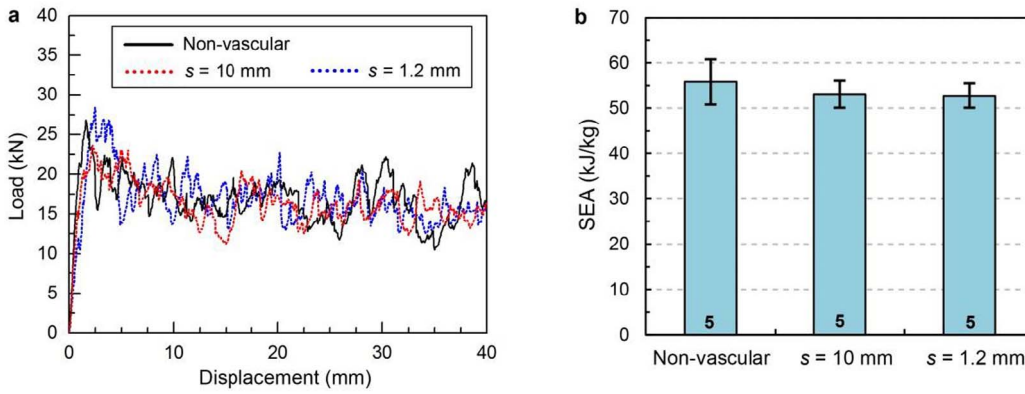 a
Load (kN)
40
35
30
25
20
15
10
5
0
Non-vascular
s = 10 mm
s = 1.2 mm
0 10 20 30 40
Displacement (mm)
b
SEA (kJ/kg)
70
60
50
40
30
20
10
0
5 5 5
Non-vascular s = 10 mm s = 1.2 mm